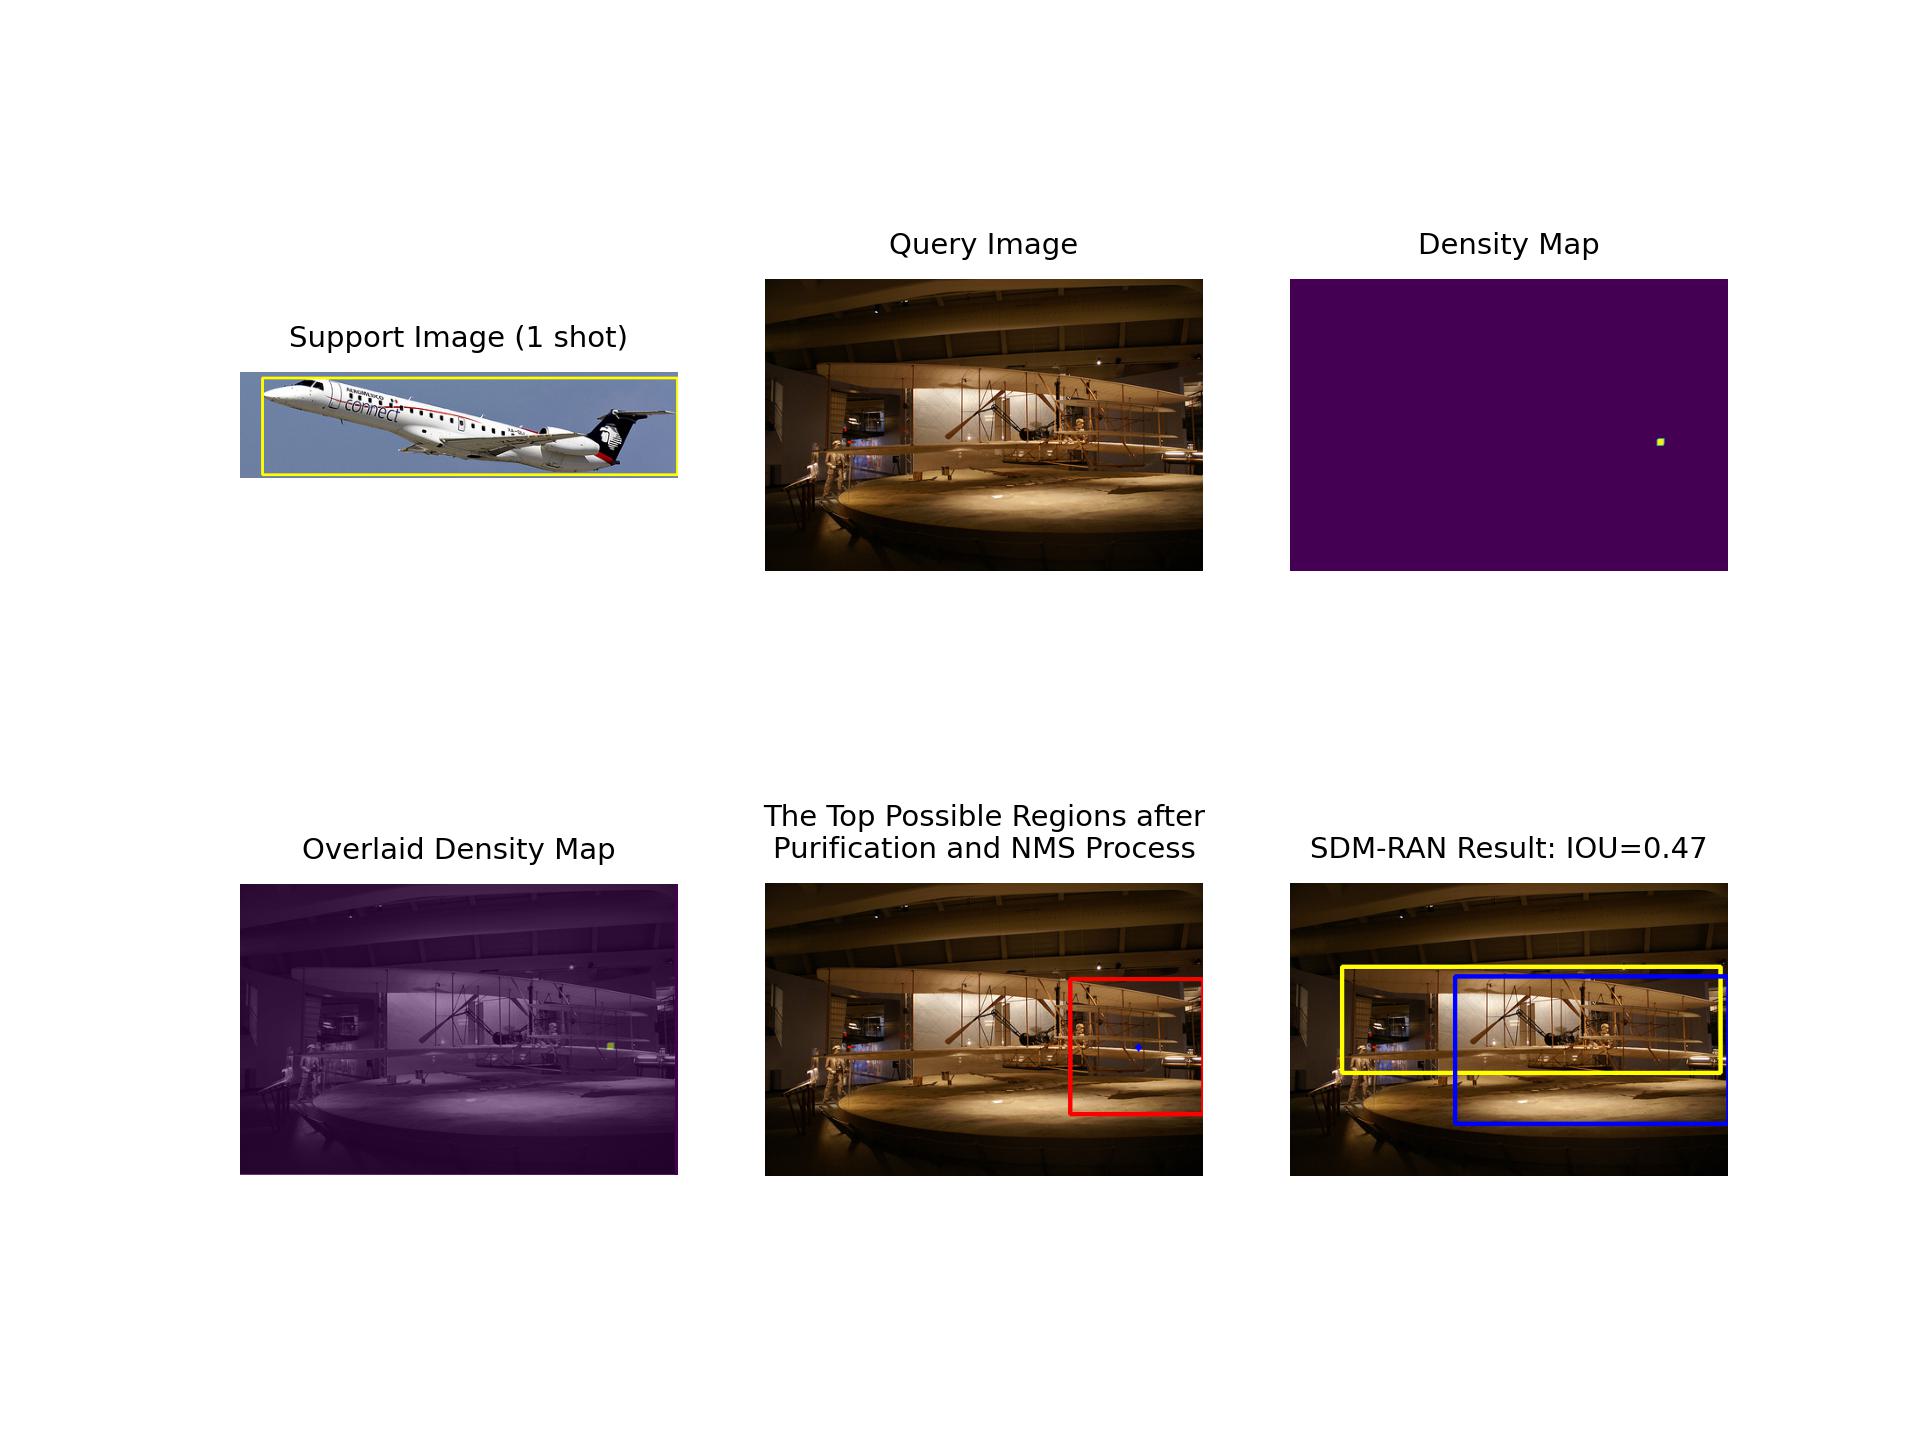 Query Image
Density Map
Support Image (1 shot)
AEROMEXICO
connect
Overlaid Density Map
The Top Possible Regions after
Purification and NMS Process
SDM-RAN Result: IOU=0.47